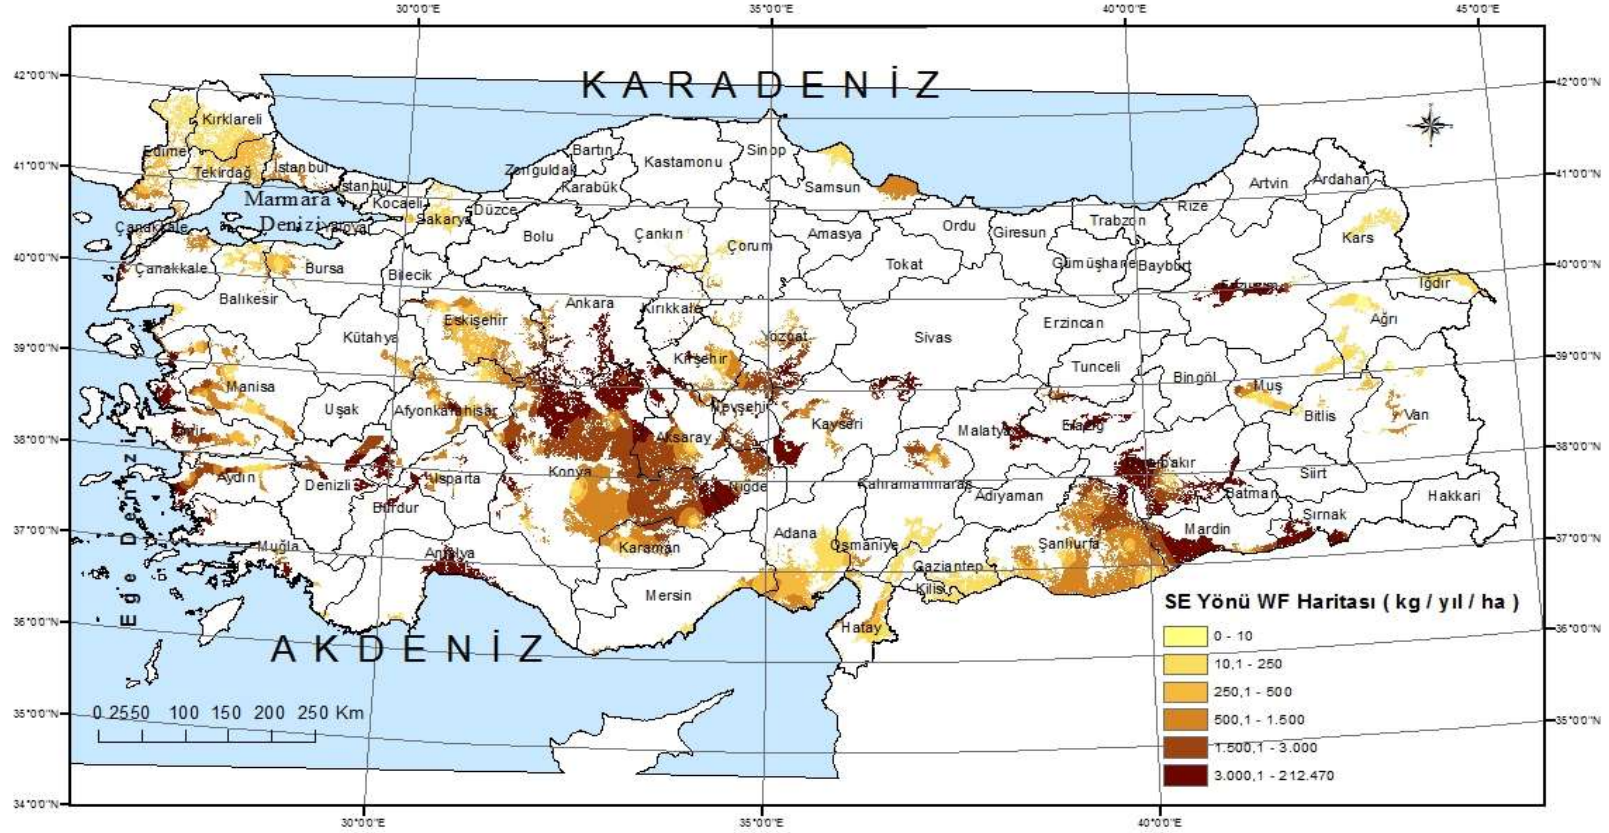 30°0'0"E 35°0'0"E 40°0'0"E 45°0'0"E
42°0'0"N 42°0'0"N
KARADENİZ
Kırklareli
Edirne
Tekirdağ
İstanbul
İstanbul
Kocaeli
Sakarya
Düzce
Zonguldak
Bartın
Karabük
Kastamonu
Sinop
Samsun
Artvin
Ardahan
41°0'0"N 41°0'0"N
Marmara
Denizi
Yalova
Çanakkale
Çanakkale
Bursa
Bilecik
Bolu
Çankırı
Çorum
Amasya
Tokat
Ordu
Giresun
Trabzon
Rize
Gümüşhane
Bayburt
Kars
Iğdır
40°0'0"N 40°0'0"N
Balıkesir
Kütahya
Eskişehir
Ankara
Kırıkkale
Kırşehir
Yozgat
Sivas
Erzincan
Erzurum
Ağrı
Tunceli
Bingöl
Muş
39°0'0"N 39°0'0"N
Manisa
Uşak
Afyonkarahisar
Nevşehir
Kayseri
Malatya
Elazığ
Bitlis
Van
38°0'0"N 38°0'0"N
İzmir
Aydın
Denizli
Isparta
Burdur
Konya
Aksaray
Niğde
Kahramanmaraş
Adıyaman
Diyarbakır
Batman
Siirt
Şırnak
Hakkari
37°0'0"N 37°0'0"N
Ege Denizi
Muğla
Antalya
Karaman
Mersin
Adana
Osmaniye
Gaziantep
Kilis
Şanlıurfa
Mardin
Hatay
36°0'0"N 36°0'0"N
AKDENİZ
SE Yönü WF Haritası ( kg / yıl / ha )
0 - 10
10,1 - 250
250,1 - 500
500,1 - 1.500
1.500,1 - 3.000
3.000,1 - 212.470
0 2550 100 150 200 250 Km
35°0'0"N 35°0'0"N
34°0'0"N
30°0'0"E 35°0'0"E 40°0'0"E